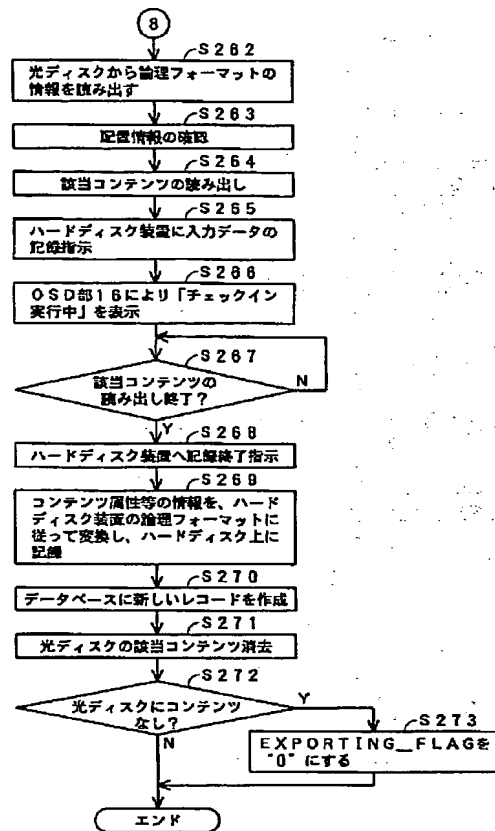 8
S262
光ディスクから論理フォーマットの
情報を読み出す
S263
配置情報の確認
S264
該当コンテンツの読み出し
S265
ハードディスク装置に入力データの
記録指示
S266
OSD部16により「チェックイン
実行中」を表示
S267
該当コンテンツの
読み出し終了?
N
Y
S268
ハードディスク装置へ記録終了指示
S269
コンテンツ属性等の情報を、ハード
ディスク装置の論理フォーマットに
従って変換し、ハードディスク上に
記録
S270
データベースに新しいレコードを作成
S271
光ディスクの該当コンテンツ消去
S272
光ディスクにコンテンツ
なし?
Y
N
S273
EXPORTING_FLAGを
"0"にする
エンド